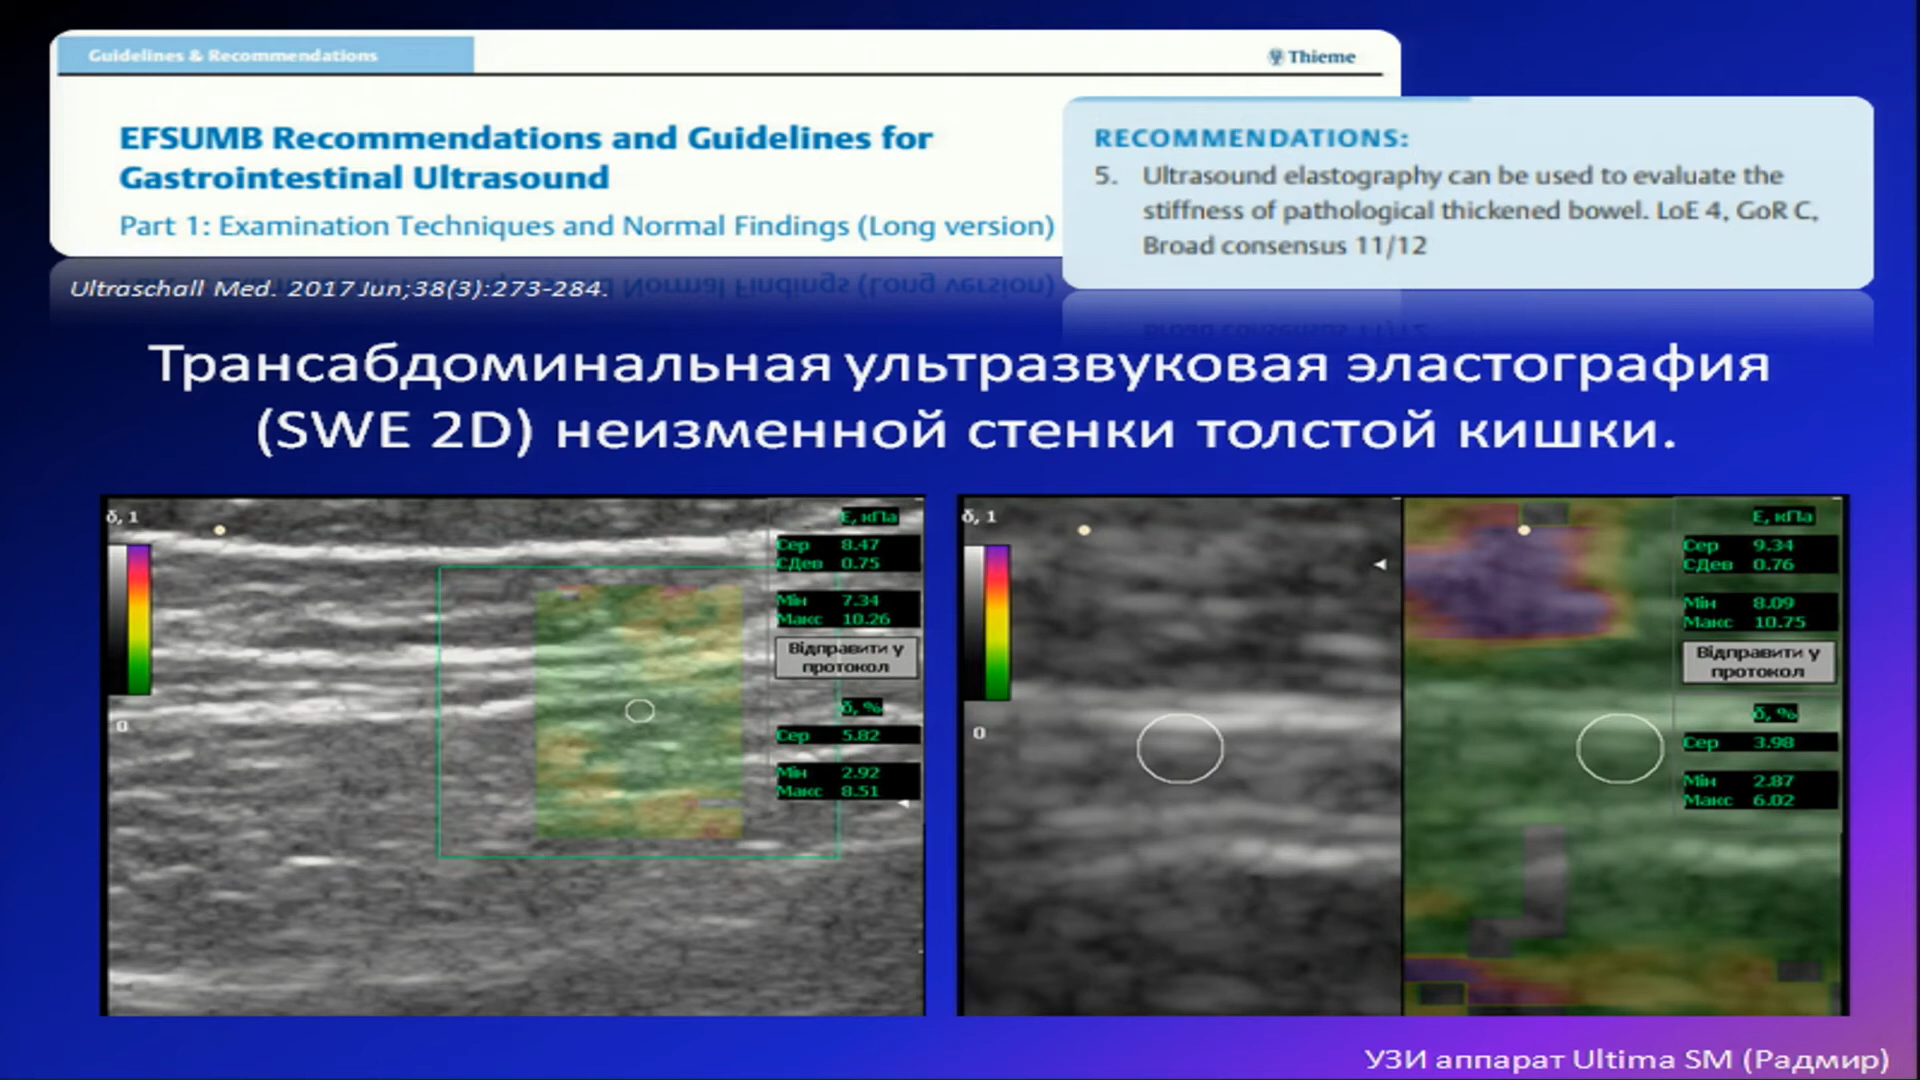 Guidelines & Recommendations
Thieme
EFSUMB Recommendations and Guidelines for
Gastrointestinal Ultrasound
Part 1: Examination Techniques and Normal Findings (Long version)
RECOMMENDATIONS:
5. Ultrasound elastography can be used to evaluate the
stiffness of pathological thickened bowel. LoE 4, GoR C,
Broad consensus 11/12
Ultraschall Med. 2017 Jun;38(3):273-284.
Трансабдоминальная ультразвуковая эластография
(SWE 2D) неизменной стенки толстой кишки.
δ, 1
0
E, кПа
Сер 8.47
СДев 0.75
Мін 7.34
Макс 10.26
Відправити у
протокол
δ, %
Сер 5.82
Мін 2.92
Макс 8.51
δ, 1
0
E, кПа
Сер 9.34
СДев 0.76
Мін 8.09
Макс 10.75
Відправити у
протокол
δ, %
Сер 3.98
Мін 2.87
Макс 6.02
УЗИ аппарат Ultima SM (Радмир)